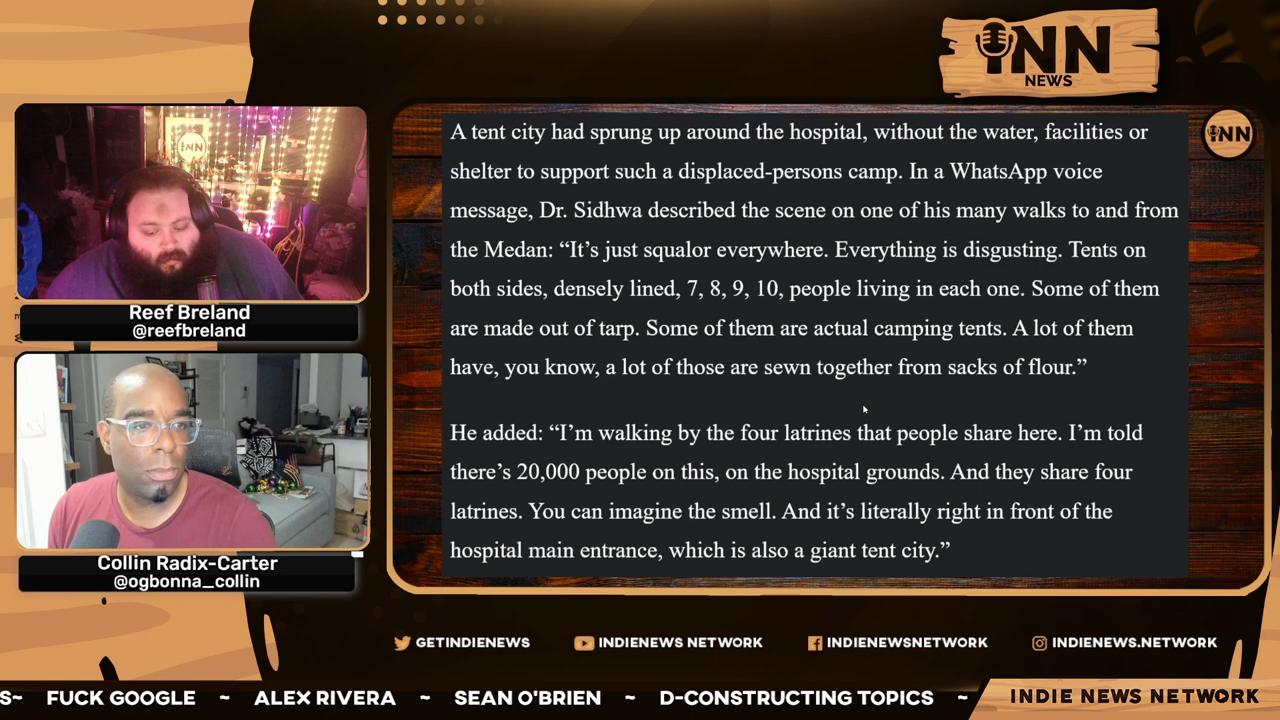 iNN
NEWS
iNN
A tent city had sprung up around the hospital, without the water, facilities or
shelter to support such a displaced-persons camp. In a WhatsApp voice
message, Dr. Sidhwa described the scene on one of his many walks to and from
the Medan: “It’s just squalor everywhere. Everything is disgusting. Tents on
both sides, densely lined, 7, 8, 9, 10, people living in each one. Some of them
are made out of tarp. Some of them are actual camping tents. A lot of them
have, you know, a lot of those are sewn together from sacks of flour.”
He added: “I’m walking by the four latrines that people share here. I’m told
there’s 20,000 people on this, on the hospital grounds. And they share four
latrines. You can imagine the smell. And it’s literally right in front of the
hospital main entrance, which is also a giant tent city.”
iNN
Reef Breland
@reefbreland
Collin Radix-Carter
@ogbonna_collin
GETINDIENEWS
INDIENEWS NETWORK
INDIENEWSNETWORK
INDIENEWS.NETWORK
S~ FUCK GOOGLE ~ ALEX RIVERA ~ SEAN O'BRIEN ~ D-CONSTRUCTING TOPICS ~
INDIE NEWS NETWORK